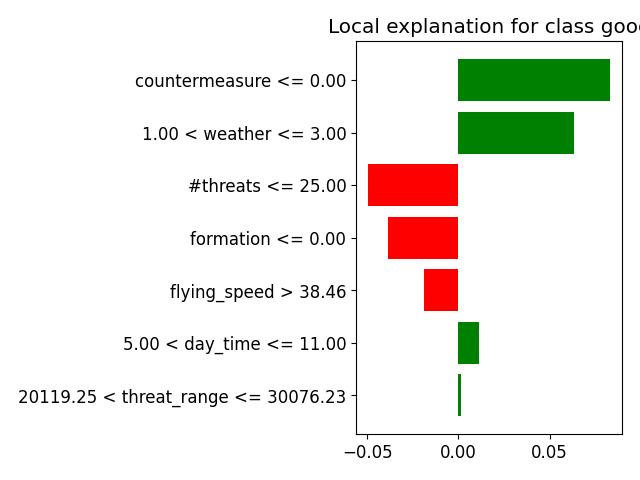 Local explanation for class good
countermeasure <= 0.00
1.00 < weather <= 3.00
#threats <= 25.00
formation <= 0.00
flying_speed > 38.46
5.00 < day_time <= 11.00
20119.25 < threat_range <= 30076.23
−0.05 0.00 0.05